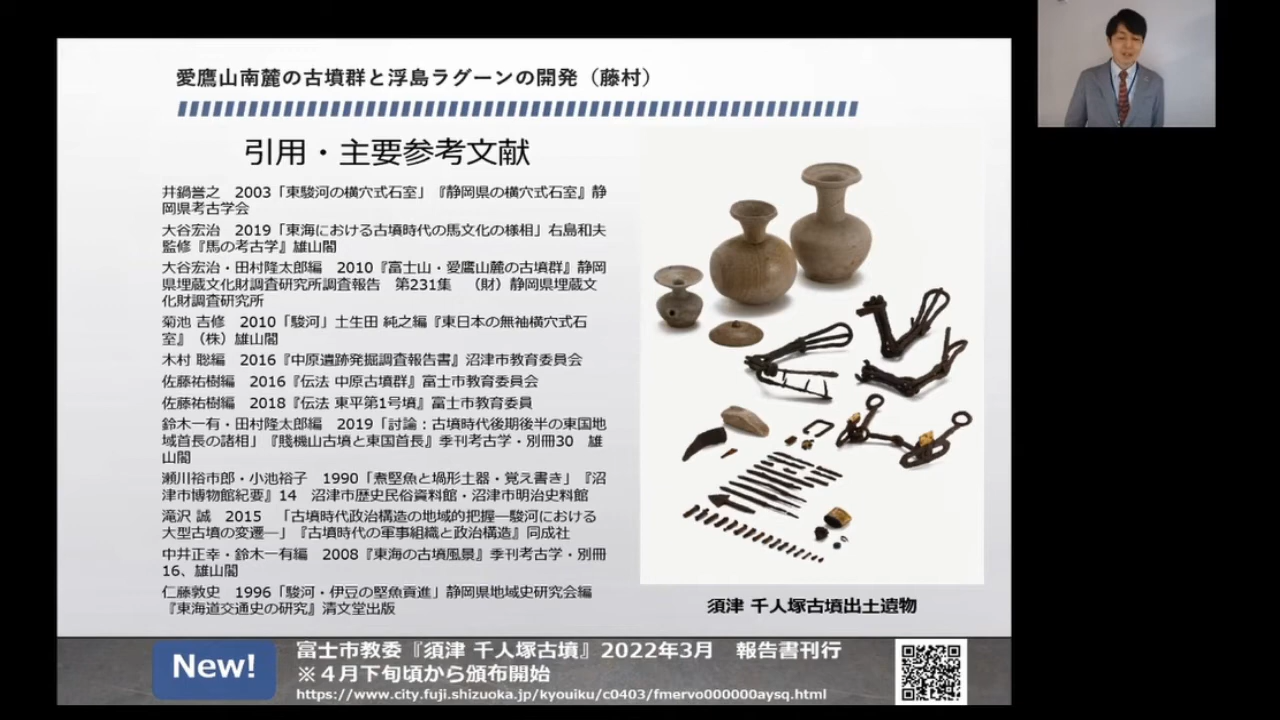 愛鷹山南麓の古墳群と浮島ラグーンの開発（藤村）
引用・主要参考文献
井鍋誉之　2003「東駿河の横穴式石室」『静岡県の横穴式石室』静
岡県考古学会
大谷宏治　2019「東海における古墳時代の馬文化の様相」右島和夫
監修『馬の考古学』雄山閣
大谷宏治・田村隆太郎編　2010『富士山・愛鷹山麓の古墳群』静岡
県埋蔵文化財調査研究所調査報告　第231集　（財）静岡県埋蔵文
化財調査研究所
菊池 吉修　2010「駿河」土生田 純之編『東日本の無袖横穴式石
室』（株）雄山閣
木村 聡編　2016『中原遺跡発掘調査報告書』沼津市教育委員会
佐藤祐樹編　2016『伝法 中原古墳群』富士市教育委員会
佐藤祐樹編　2018『伝法 東平第1号墳』富士市教育委員
鈴木一有・田村隆太郎編　2019「討論：古墳時代後期後半の東国地
域首長の諸相」『賤機山古墳と東国首長』季刊考古学・別冊30　雄
山閣
瀬川裕市郎・小池裕子　1990「煮堅魚と堝形土器・覚え書き」『沼
津市博物館紀要』14　沼津市歴史民俗資料館・沼津市明治史料館
滝沢 誠　2015　「古墳時代政治構造の地域的把握―駿河における
大型古墳の変遷―」『古墳時代の軍事組織と政治構造』同成社
中井正幸・鈴木一有編　2008『東海の古墳風景』季刊考古学・別冊
16、雄山閣
仁藤敦史　1996「駿河・伊豆の堅魚貢進」静岡県地域史研究会編
『東海道交通史の研究』清文堂出版
須津 千人塚古墳出土遺物
New!
富士市教委『須津 千人塚古墳』2022年3月　報告書刊行
※４月下旬頃から頒布開始
https://www.city.fuji.shizuoka.jp/kyouiku/c0403/fmervo000000aysq.html